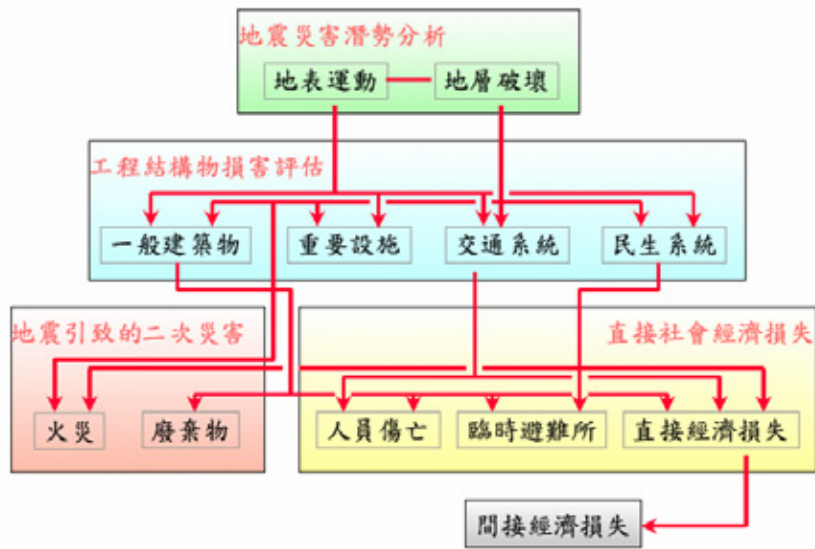 地震災害潛勢分析
地表運動 地層破壞
工程結構物損害評估
一般建築物 重要設施 交通系統 民生系統
地震引致的二次災害 直接社會經濟損失
火災 廢棄物 人員傷亡 臨時避難所 直接經濟損失
間接經濟損失